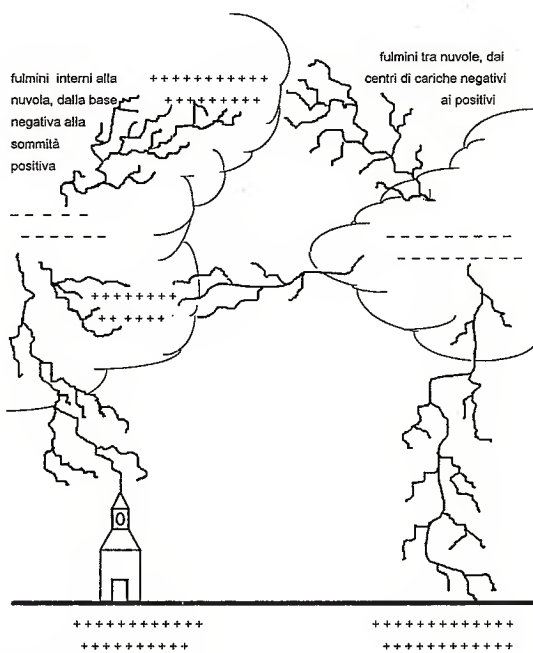 fulmini interni alla
nuvola, dalla base
negativa alla
sommità
positiva
fulmini tra nuvole, dai
centri di cariche negativi
ai positivi